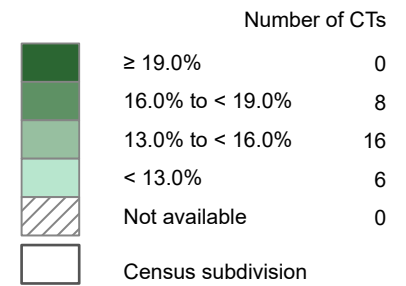 Number of CTs
≥ 19.0% 0
16.0% to < 19.0% 8
13.0% to < 16.0% 16
< 13.0% 6
Not available 0
Census subdivision